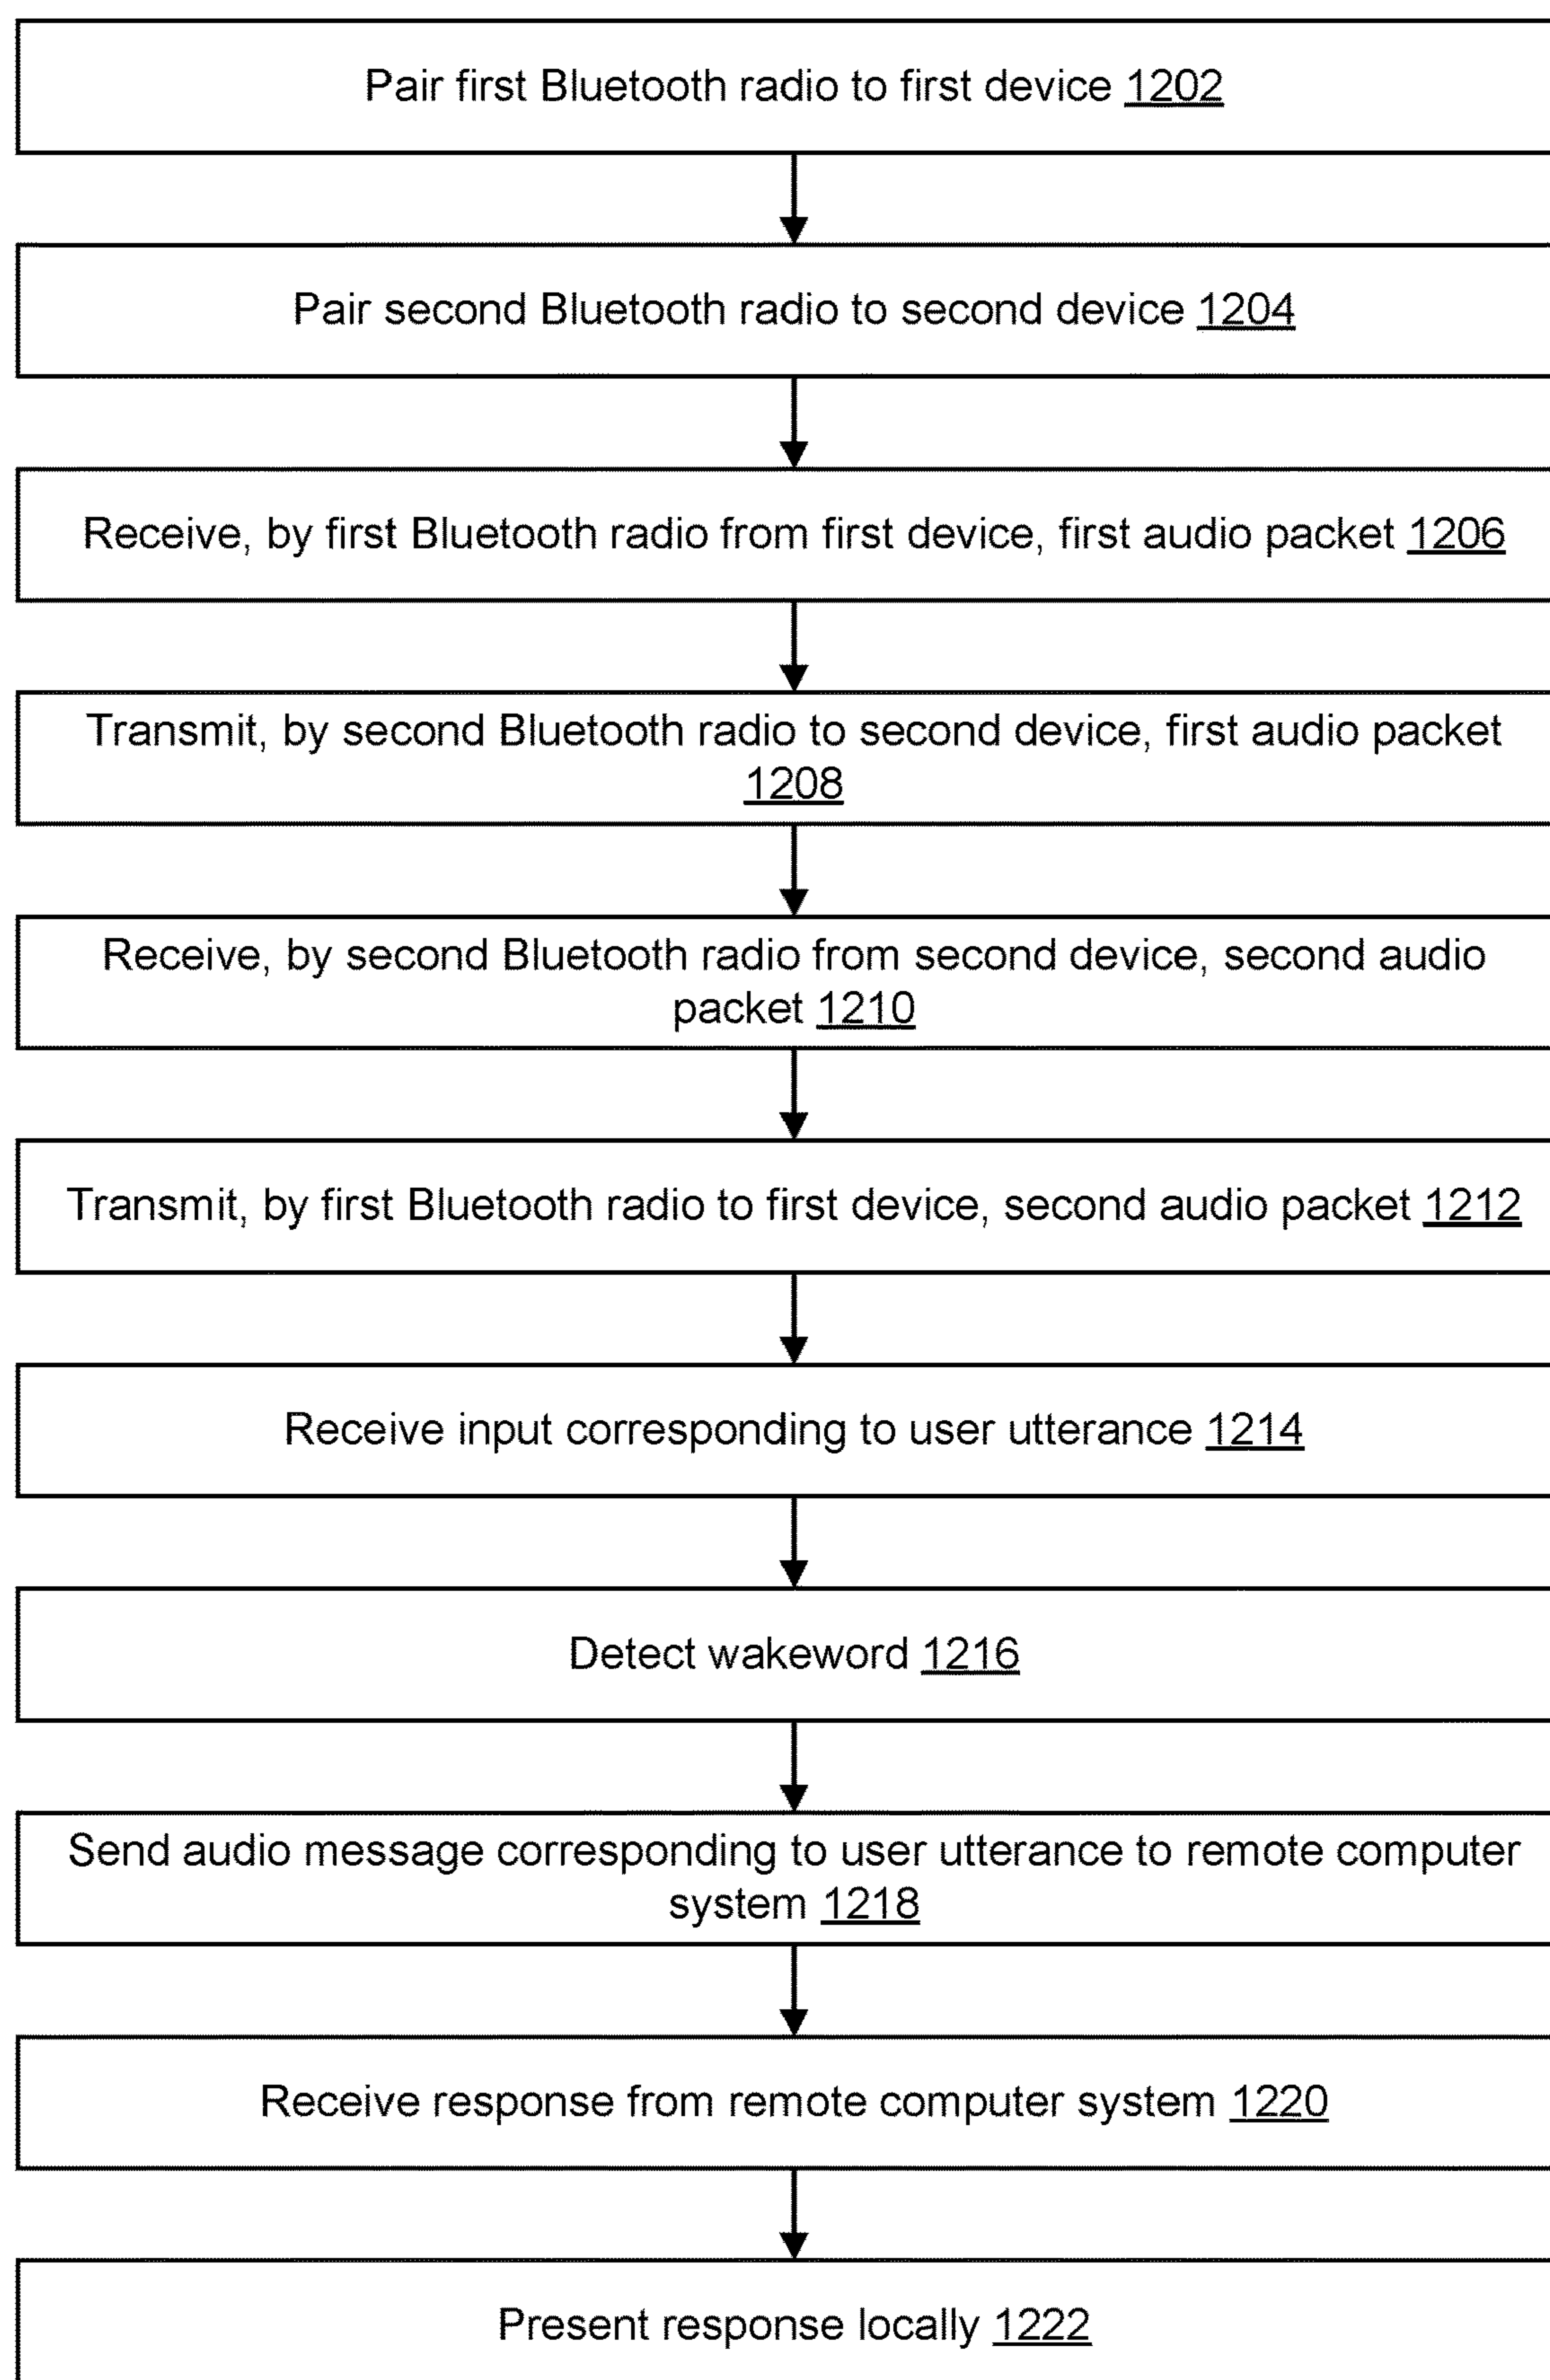 Pair first Bluetooth radio to first device 1202
Pair second Bluetooth radio to second device 1204
Receive, by first Bluetooth radio from first device, first audio packet 1206
Transmit, by second Bluetooth radio to second device, first audio packet
1208
Receive, by second Bluetooth radio from second device, second audio
packet 1210
Transmit, by first Bluetooth radio to first device, second audio packet 1212
Receive input corresponding to user utterance 1214
Detect wakeword 1216
Send audio message corresponding to user utterance to remote computer
system 1218
Receive response from remote computer system 1220
Present response locally 1222